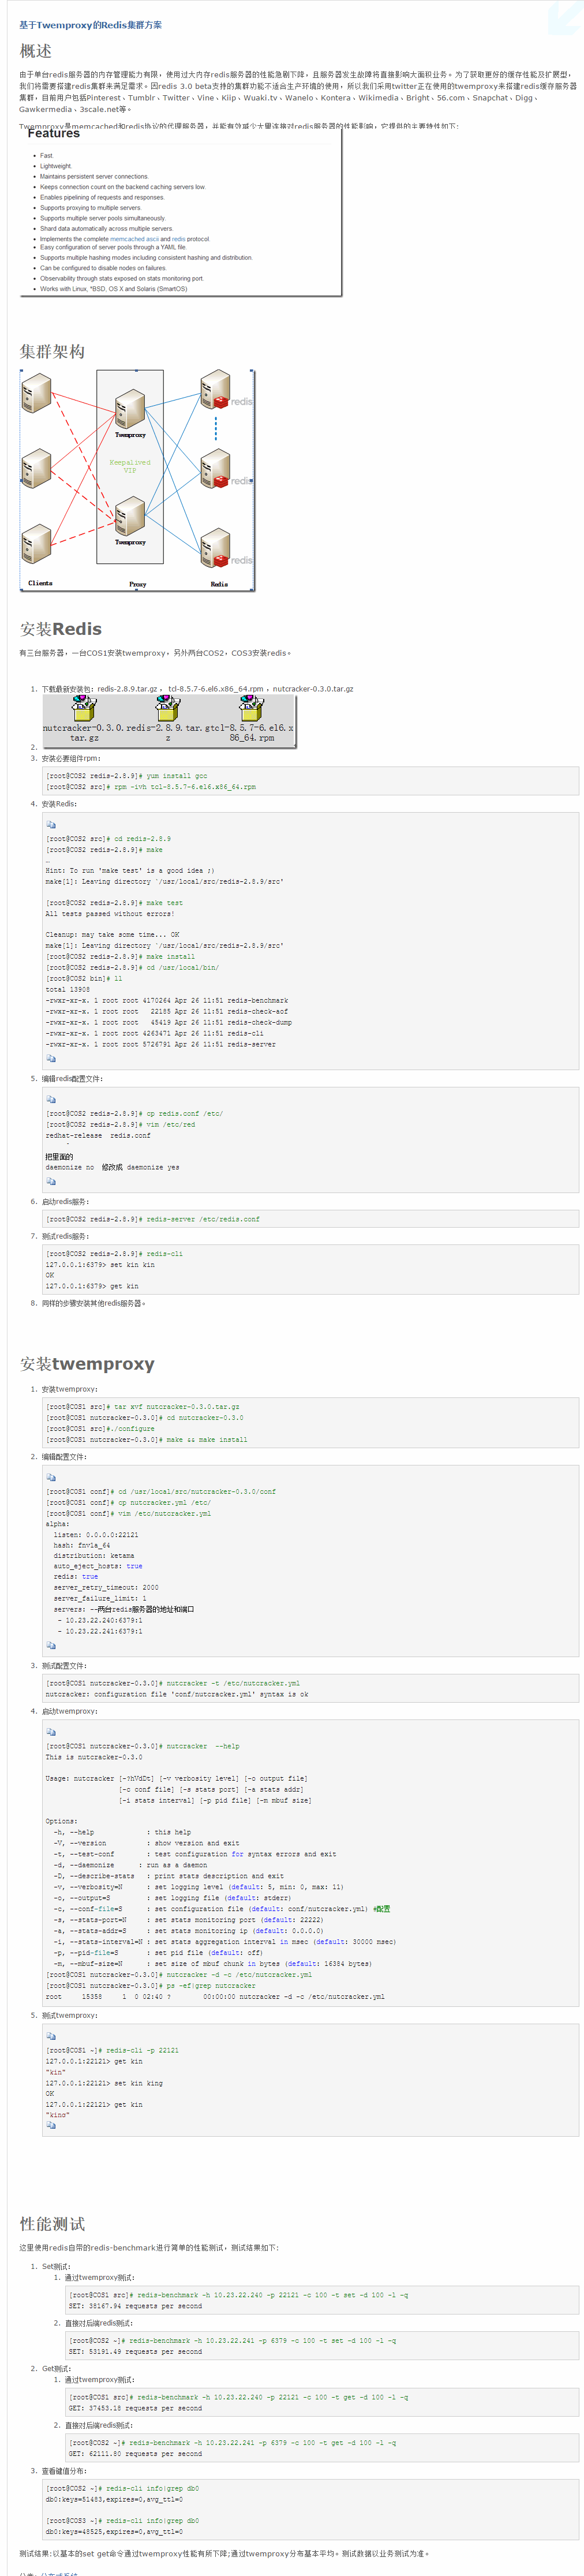 基于Twemproxy的Redis集群方案
概述
由于单台redis服务器的内存管理能力有限，使用过大内存redis服务器的性能急剧下降，且服务器发生故障将直接影响大面积业务。为了获取更好的缓存性能及扩展型，
我们将需要搭建redis集群来满足需求。因redis 3.0 beta支持的集群功能不适合生产环境的使用，所以我们采用twitter正在使用的twemproxy来搭建redis缓存服务器
集群，目前用户包括Pinterest、Tumblr、Twitter、Vine、Kiip、Wuaki.tv、Wanelo、Kontera、Wikimedia、Bright、56.com、Snapchat、Digg、
Gawkermedia、3scale.net等。
Twemproxy是memcached和redis协议的代理服务器，并能有效减少大量连接对redis服务器的性能影响，它提供的主要特性如下：
Features
Fast.
Lightweight.
Maintains persistent server connections.
Keeps connection count on the backend caching servers low.
Enables pipelining of requests and responses.
Supports proxying to multiple servers.
Supports multiple server pools simultaneously.
Shard data automatically across multiple servers.
Implements the complete memcached ascii and redis protocol.
Easy configuration of server pools through a YAML file.
Supports multiple hashing modes including consistent hashing and distribution.
Can be configured to disable nodes on failures.
Observability through stats exposed on stats monitoring port.
Works with Linux, *BSD, OS X and Solaris (SmartOS)
集群架构
redis
Twemproxy
Keepalived
VIP
redis
Twemproxy
redis
Clients Proxy Redis
安装Redis
有三台服务器，一台COS1安装twemproxy，另外两台COS2，COS3安装redis。
1. 下载最新安装包：redis-2.8.9.tar.gz ， tcl-8.5.7-6.el6.x86_64.rpm ，nutcracker-0.3.0.tar.gz
2. nutcracker-0.3.0.redis-2.8.9.tar.gtcl-8.5.7-6.el6.x
tar.gz z 86_64.rpm
3. 安装必要组件rpm：
[root@COS2 redis-2.8.9]# yum install gcc
[root@COS2 src]# rpm -ivh tcl-8.5.7-6.el6.x86_64.rpm
4. 安装Redis：
[root@COS2 src]# cd redis-2.8.9
[root@COS2 redis-2.8.9]# make
…
Hint: To run 'make test' is a good idea ;)
make[1]: Leaving directory `/usr/local/src/redis-2.8.9/src'
[root@COS2 redis-2.8.9]# make test
All tests passed without errors!
Cleanup: may take some time... OK
make[1]: Leaving directory `/usr/local/src/redis-2.8.9/src'
[root@COS2 redis-2.8.9]# make install
[root@COS2 redis-2.8.9]# cd /usr/local/bin/
[root@COS2 bin]# ll
total 13908
-rwxr-xr-x. 1 root root 4170264 Apr 26 11:51 redis-benchmark
-rwxr-xr-x. 1 root root 22185 Apr 26 11:51 redis-check-aof
-rwxr-xr-x. 1 root root 45419 Apr 26 11:51 redis-check-dump
-rwxr-xr-x. 1 root root 4263471 Apr 26 11:51 redis-cli
-rwxr-xr-x. 1 root root 5726791 Apr 26 11:51 redis-server
5. 编辑redis配置文件：
[root@COS2 redis-2.8.9]# cp redis.conf /etc/
[root@COS2 redis-2.8.9]# vim /etc/red
redhat-release redis.conf
把里面的
daemonize no 修改成 daemonize yes
6. 启动redis服务：
[root@COS2 redis-2.8.9]# redis-server /etc/redis.conf
7. 测试redis服务：
[root@COS2 redis-2.8.9]# redis-cli
127.0.0.1:6379> set kin kin
OK
127.0.0.1:6379> get kin
8. 同样的步骤安装其他redis服务器。
安装twemproxy
1. 安装twemproxy：
[root@COS1 src]# tar xvf nutcracker-0.3.0.tar.gz
[root@COS1 nutcracker-0.3.0]# cd nutcracker-0.3.0
[root@COS1 src]#./configure
[root@COS1 nutcracker-0.3.0]# make && make install
2. 编辑配置文件：
[root@COS1 conf]# cd /usr/local/src/nutcracker-0.3.0/conf
[root@COS1 conf]# cp nutcracker.yml /etc/
[root@COS1 conf]# vim /etc/nutcracker.yml
alpha:
listen: 0.0.0.0:22121
hash: fnv1a_64
distribution: ketama
auto_eject_hosts: true
redis: true
server_retry_timeout: 2000
server_failure_limit: 1
servers: --两台redis服务器的地址和端口
- 10.23.22.240:6379:1
- 10.23.22.241:6379:1
3. 测试配置文件：
[root@COS1 nutcracker-0.3.0]# nutcracker -t /etc/nutcracker.yml
nutcracker: configuration file 'conf/nutcracker.yml' syntax is ok
4. 启动twemproxy：
[root@COS1 nutcracker-0.3.0]# nutcracker --help
This is nutcracker-0.3.0
Usage: nutcracker [-?hVdDt] [-v verbosity level] [-o output file]
[-c conf file] [-s stats port] [-a stats addr]
[-i stats interval] [-p pid file] [-m mbuf size]
Options:
-h, --help : this help
-V, --version : show version and exit
-t, --test-conf : test configuration for syntax errors and exit
-d, --daemonize : run as a daemon
-D, --describe-stats : print stats description and exit
-v, --verbosity=N : set logging level (default: 5, min: 0, max: 11)
-o, --output=S : set logging file (default: stderr)
-c, --conf-file=S : set configuration file (default: conf/nutcracker.yml) #配置
-s, --stats-port=N : set stats monitoring port (default: 22222)
-a, --stats-addr=S : set stats monitoring ip (default: 0.0.0.0)
-i, --stats-interval=N : set stats aggregation interval in msec (default: 30000 msec)
-p, --pid-file=S : set pid file (default: off)
-m, --mbuf-size=N : set size of mbuf chunk in bytes (default: 16384 bytes)
[root@COS1 nutcracker-0.3.0]# nutcracker -d -c /etc/nutcracker.yml
[root@COS1 nutcracker-0.3.0]# ps -ef|grep nutcracker
root 15358 1 0 02:40 ? 00:00:00 nutcracker -d -c /etc/nutcracker.yml
5. 测试twemproxy：
[root@COS1 ~]# redis-cli -p 22121
127.0.0.1:22121> get kin
"kin"
127.0.0.1:22121> set kin king
OK
127.0.0.1:22121> get kin
"king"
性能测试
这里使用redis自带的redis-benchmark进行简单的性能测试，测试结果如下：
1. Set测试：
1. 通过twemproxy测试：
[root@COS1 src]# redis-benchmark -h 10.23.22.240 -p 22121 -c 100 -t set -d 100 -l -q
SET: 38167.94 requests per second
2. 直接对后端redis测试：
[root@COS2 ~]# redis-benchmark -h 10.23.22.241 -p 6379 -c 100 -t set -d 100 -l -q
SET: 53191.49 requests per second
2. Get测试：
1. 通过twemproxy测试：
[root@COS1 src]# redis-benchmark -h 10.23.22.240 -p 22121 -c 100 -t get -d 100 -l -q
GET: 37453.18 requests per second
2. 直接对后端redis测试：
[root@COS2 ~]# redis-benchmark -h 10.23.22.241 -p 6379 -c 100 -t get -d 100 -l -q
GET: 62111.80 requests per second
3. 查看键值分布：
[root@COS2 ~]# redis-cli info|grep db0
db0:keys=51483,expires=0,avg_ttl=0
[root@COS3 ~]# redis-cli info|grep db0
db0:keys=48525,expires=0,avg_ttl=0
测试结果:以基本的set get命令通过twemproxy性能有所下降;通过twemproxy分布基本平均。测试数据以业务测试为准。